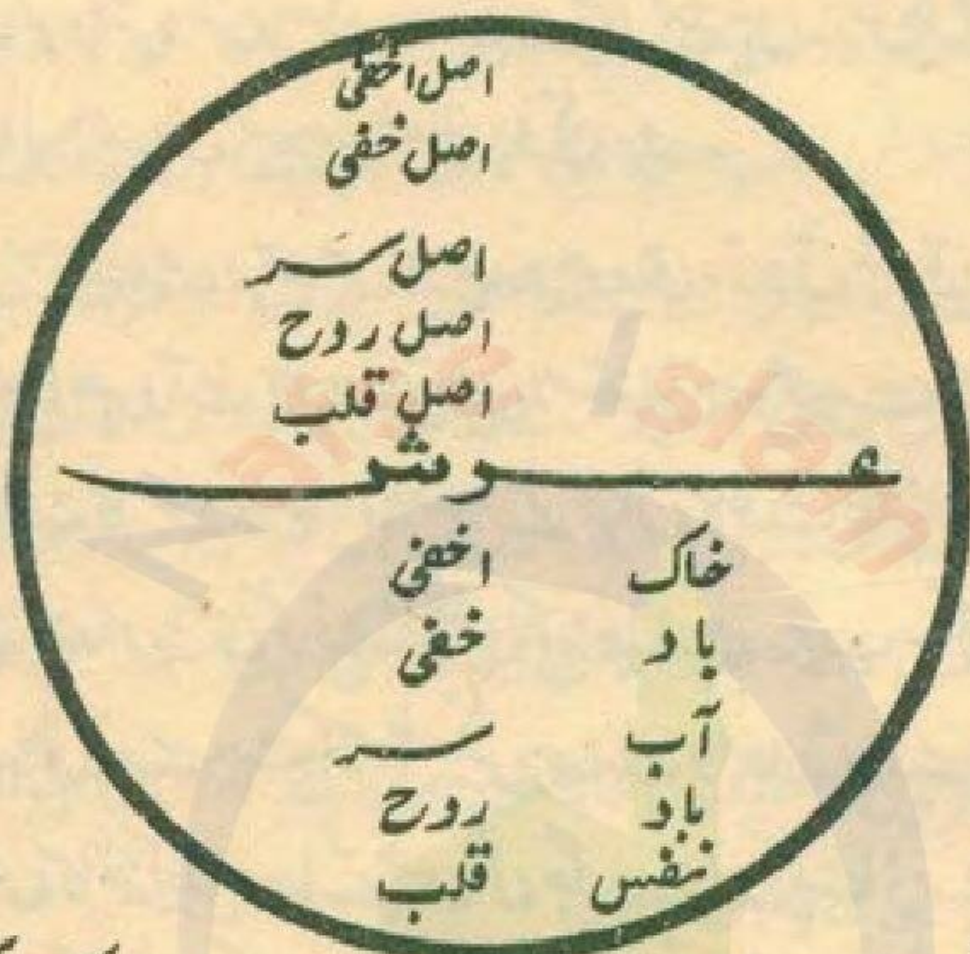 اصل اخفی
اصل خفی
اصل سر
اصل روح
اصل قلب
عرش
خاک اخفی
باد خفی
آب سر
باد روح
نفس قلب
Islam